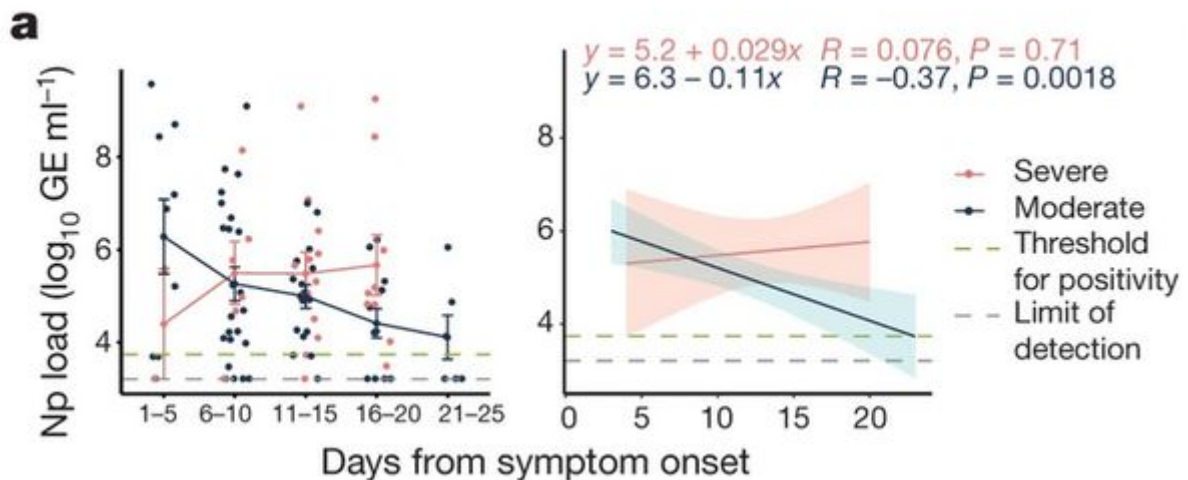 a
y = 5.2 + 0.029x R = 0.076, P = 0.71
y = 6.3 – 0.11x R = –0.37, P = 0.0018
Np load (log₁₀ GE ml⁻¹)
8
6
4
1–5 6–10 11–15 16–20 21–25
8
6
4
0 5 10 15 20
Days from symptom onset
Severe
Moderate
Threshold
for positivity
Limit of
detection